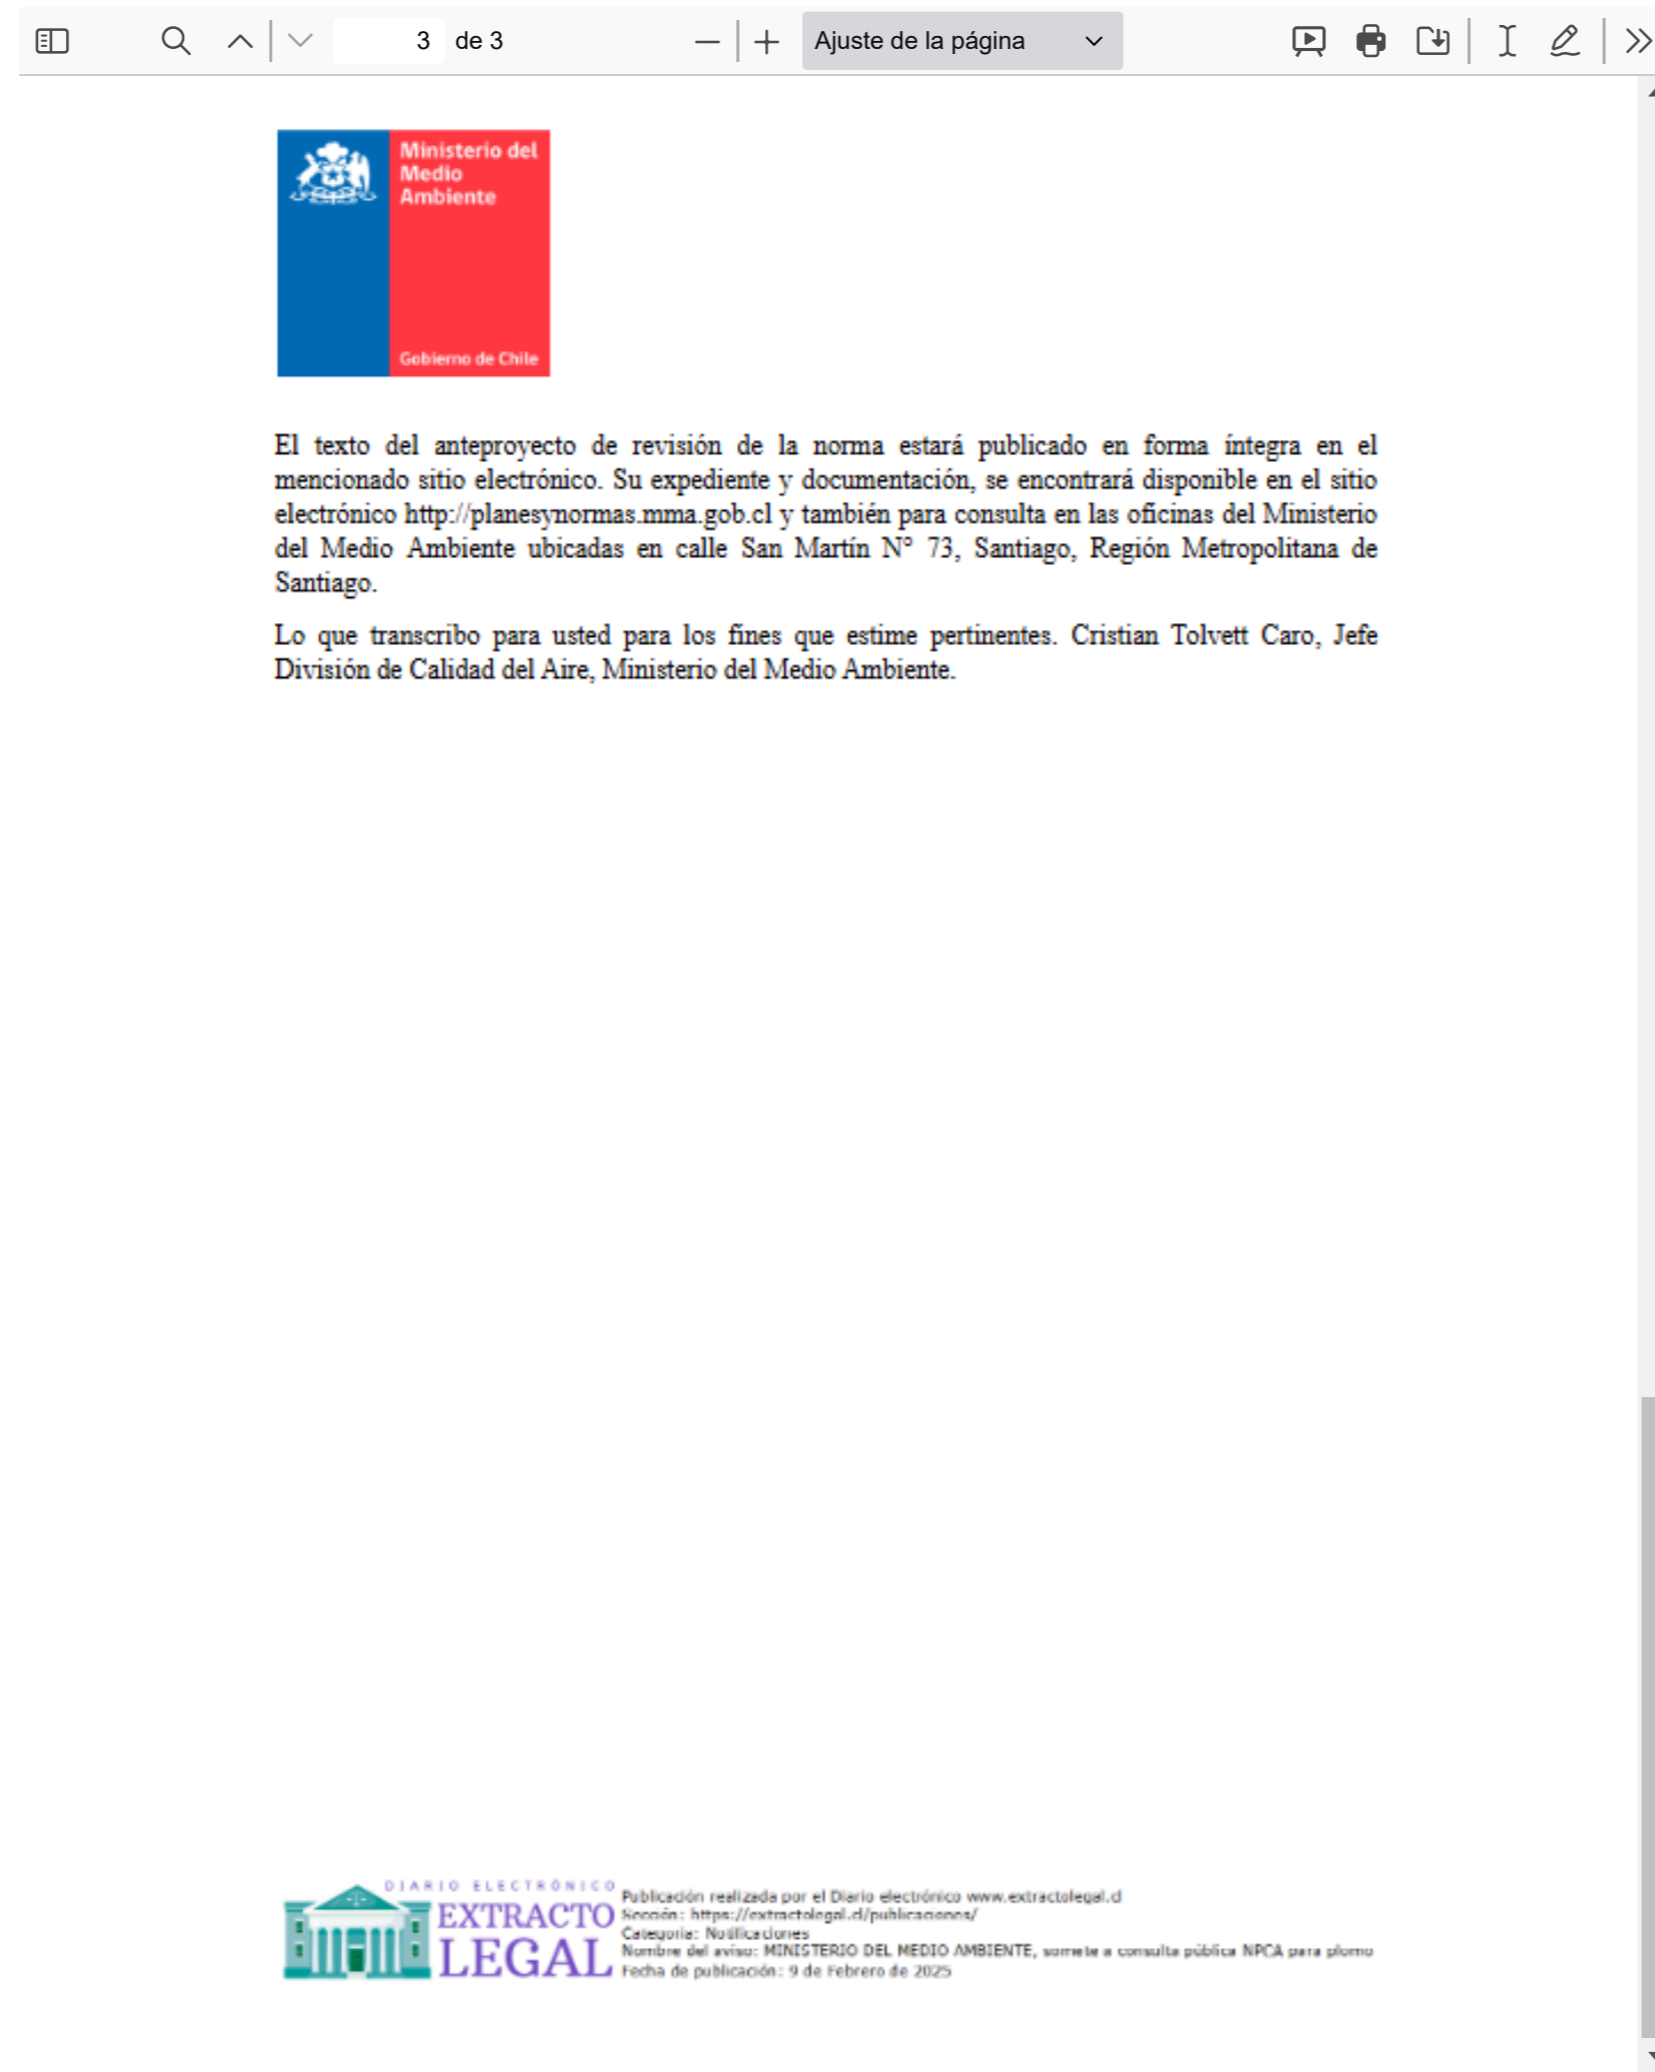 3 de 3
Ajuste de la página
Ministerio del
Medio
Ambiente
Gobierno de Chile
El texto del anteproyecto de revisión de la norma estará publicado en forma íntegra en el
mencionado sitio electrónico. Su expediente y documentación, se encontrará disponible en el sitio
electrónico http://planesynormas.mma.gob.cl y también para consulta en las oficinas del Ministerio
del Medio Ambiente ubicadas en calle San Martín N° 73, Santiago, Región Metropolitana de
Santiago.
Lo que transcribo para usted para los fines que estime pertinentes. Cristian Tolvett Caro, Jefe
División de Calidad del Aire, Ministerio del Medio Ambiente.
DIARIO ELECTRÓNICO
EXTRACTO
LEGAL
Publicación realizada por el Diario electrónico www.extractolegal.cl
Sección: https://extractolegal.cl/publicaciones/
Categoria: Notificaciones
Nombre del aviso: MINISTERIO DEL MEDIO AMBIENTE, somete a consulta pública NPCA para plomo
Fecha de publicación: 9 de Febrero de 2025